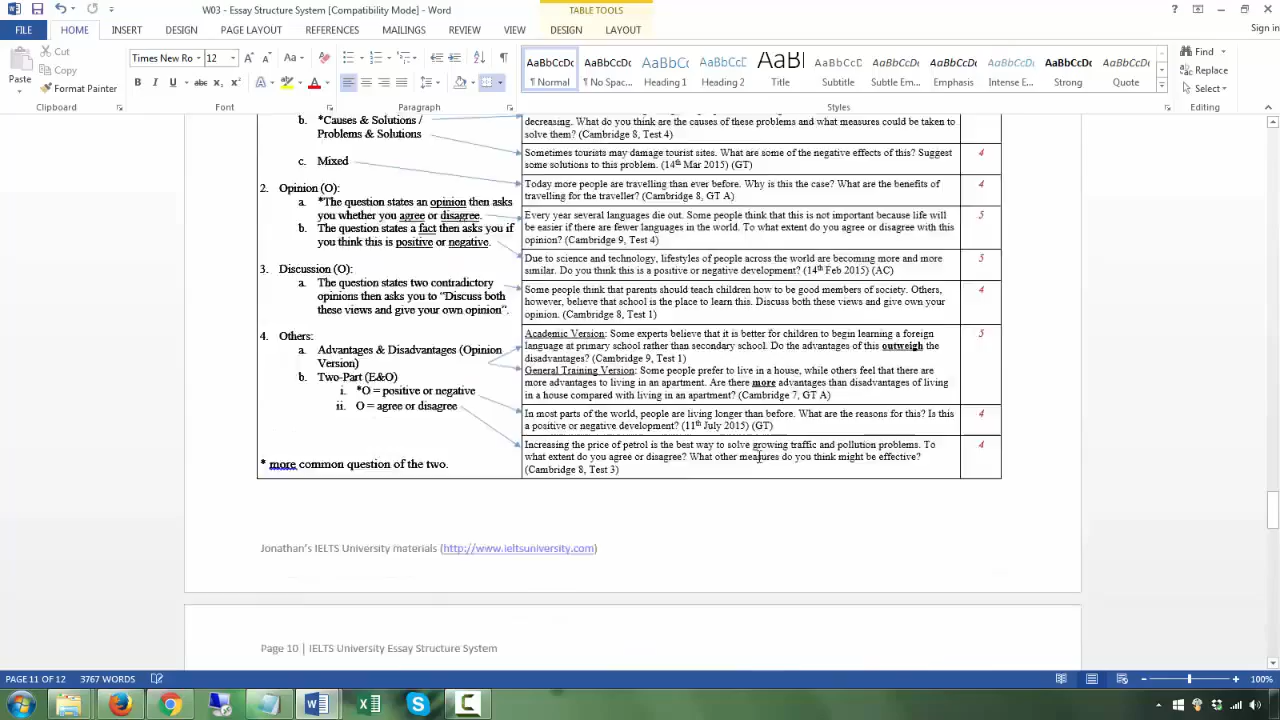 W03 - Essay Structure System [Compatibility Mode] - Word
TABLE TOOLS
FILE
HOME
INSERT
DESIGN
PAGE LAYOUT
REFERENCES
MAILINGS
REVIEW
VIEW
DESIGN
LAYOUT
Sign in
Paste
Cut
Copy
Format Painter
Clipboard
Times New Ro
12
Font
Paragraph
AaBbCcDc
¶ Normal
AaBbCcDc
¶ No Spac...
AaBbCc
Heading 1
AaBbCcD
Heading 2
AaBl
Title
AaBbCcC
Subtitle
AaBbCcDc
Subtle Em...
AaBbCcDc
Emphasis
AaBbCcDc
Intense E...
AaBbCcDc
Strong
AaBbCcDc
Quote
Styles
Find
Replace
Select
Editing
b. *Causes & Solutions /
Problems & Solutions
c. Mixed
2. Opinion (O):
a. *The question states an opinion then asks
you whether you agree or disagree.
b. The question states a fact then asks you if
you think this is positive or negative.
3. Discussion (O):
a. The question states two contradictory
opinions then asks you to "Discuss both
these views and give your own opinion".
4. Others:
a. Advantages & Disadvantages (Opinion
Version)
b. Two-Part (E&O)
i. *O = positive or negative
ii. O = agree or disagree
* more common question of the two.
decreasing. What do you think are the causes of these problems and what measures could be taken to
solve them? (Cambridge 8, Test 4)
Sometimes tourists may damage tourist sites. What are some of the negative effects of this? Suggest
some solutions to this problem. (14th Mar 2015) (GT)
4
Today more people are travelling than ever before. Why is this the case? What are the benefits of
travelling for the traveller? (Cambridge 8, GT A)
4
Every year several languages die out. Some people think that this is not important because life will
be easier if there are fewer languages in the world. To what extent do you agree or disagree with this
opinion? (Cambridge 9, Test 4)
5
Due to science and technology, lifestyles of people across the world are becoming more and more
similar. Do you think this is a positive or negative development? (14th Feb 2015) (AC)
5
Some people think that parents should teach children how to be good members of society. Others,
however, believe that school is the place to learn this. Discuss both these views and give your own
opinion. (Cambridge 8, Test 1)
4
Academic Version: Some experts believe that it is better for children to begin learning a foreign
language at primary school rather than secondary school. Do the advantages of this outweigh the
disadvantages? (Cambridge 9, Test 1)
General Training Version: Some people prefer to live in a house, while others feel that there are
more advantages to living in an apartment. Are there more advantages than disadvantages of living
in a house compared with living in an apartment? (Cambridge 7, GT A)
5
In most parts of the world, people are living longer than before. What are the reasons for this? Is this
a positive or negative development? (11th July 2015) (GT)
4
Increasing the price of petrol is the best way to solve growing traffic and pollution problems. To
what extent do you agree or disagree? What other measures do you think might be effective?
(Cambridge 8, Test 3)
4
Jonathan's IELTS University materials (http://www.ieltsuniversity.com)
Page 10 | IELTS University Essay Structure System
PAGE 11 OF 12
3767 WORDS
100%